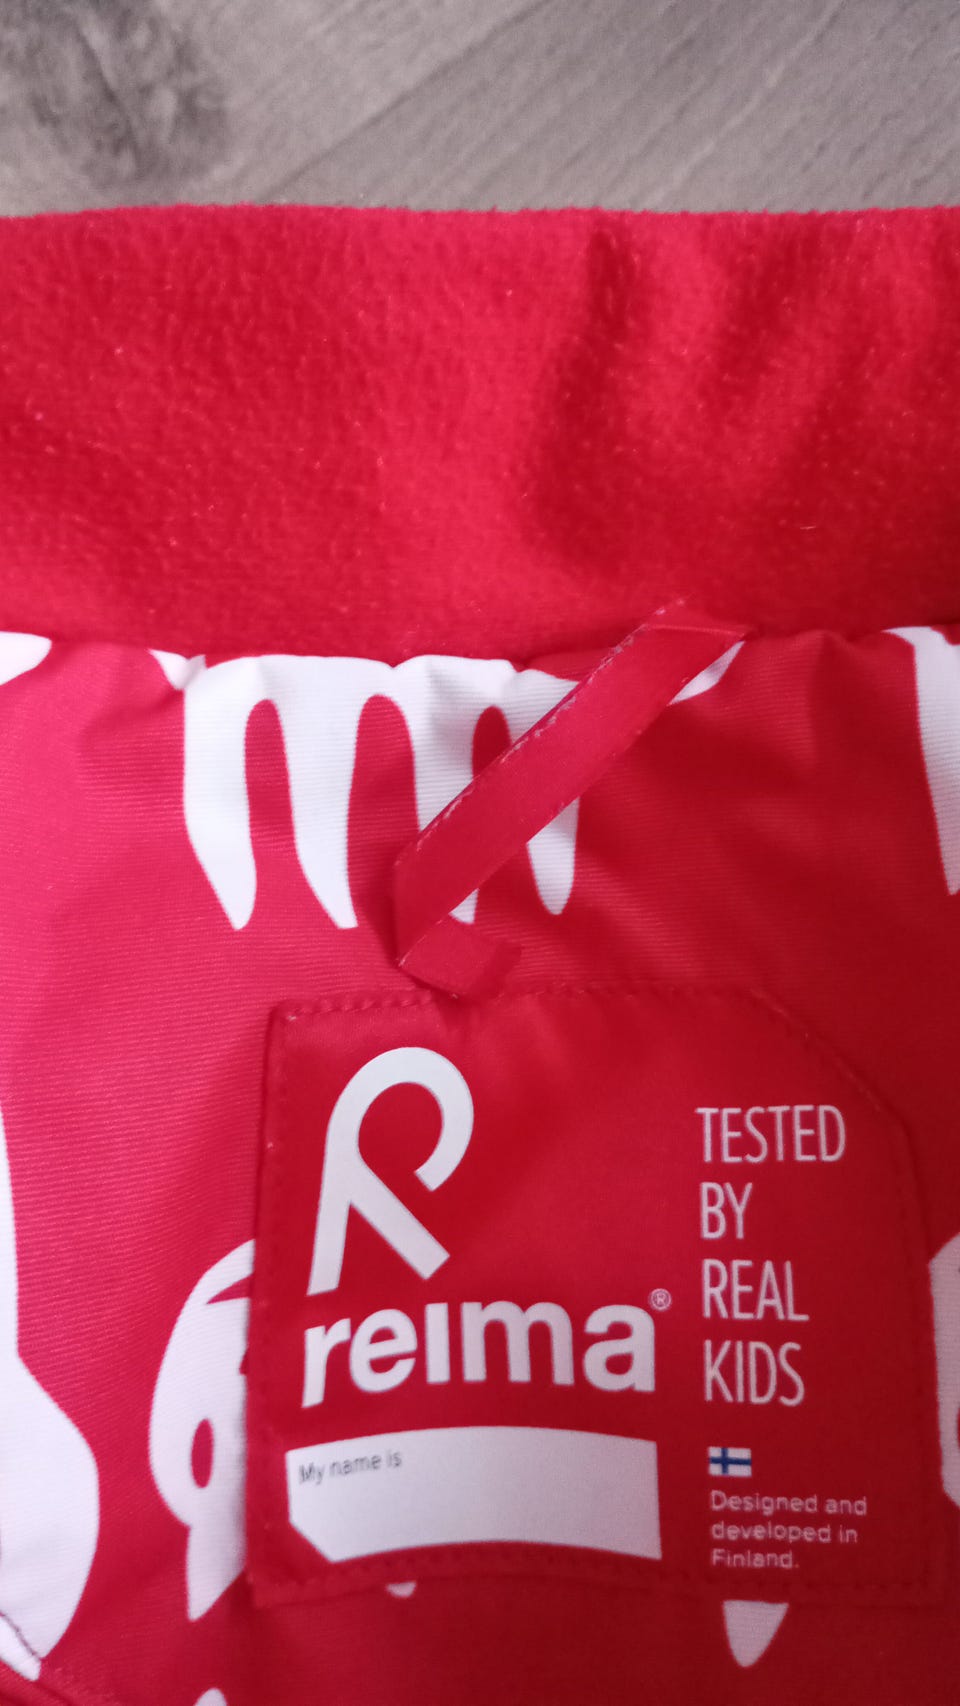 reima®
My name is
TESTED
BY
REAL
KIDS
Designed and
developed in
Finland.